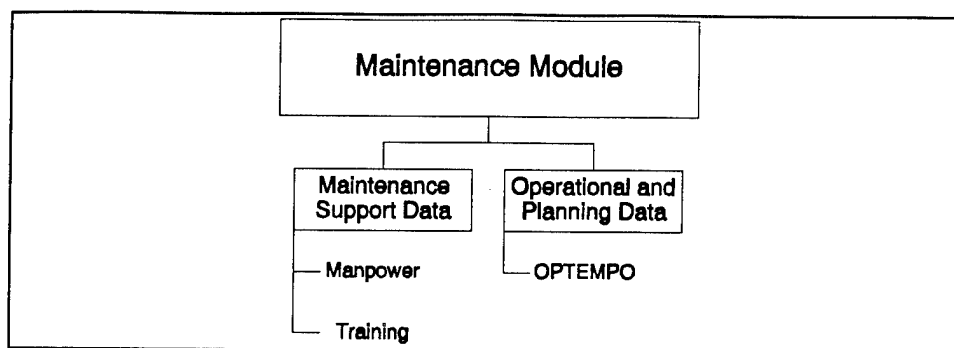 Maintenance Module
Maintenance
Support Data
Operational and
Planning Data
Manpower
OPTEMPO
Training